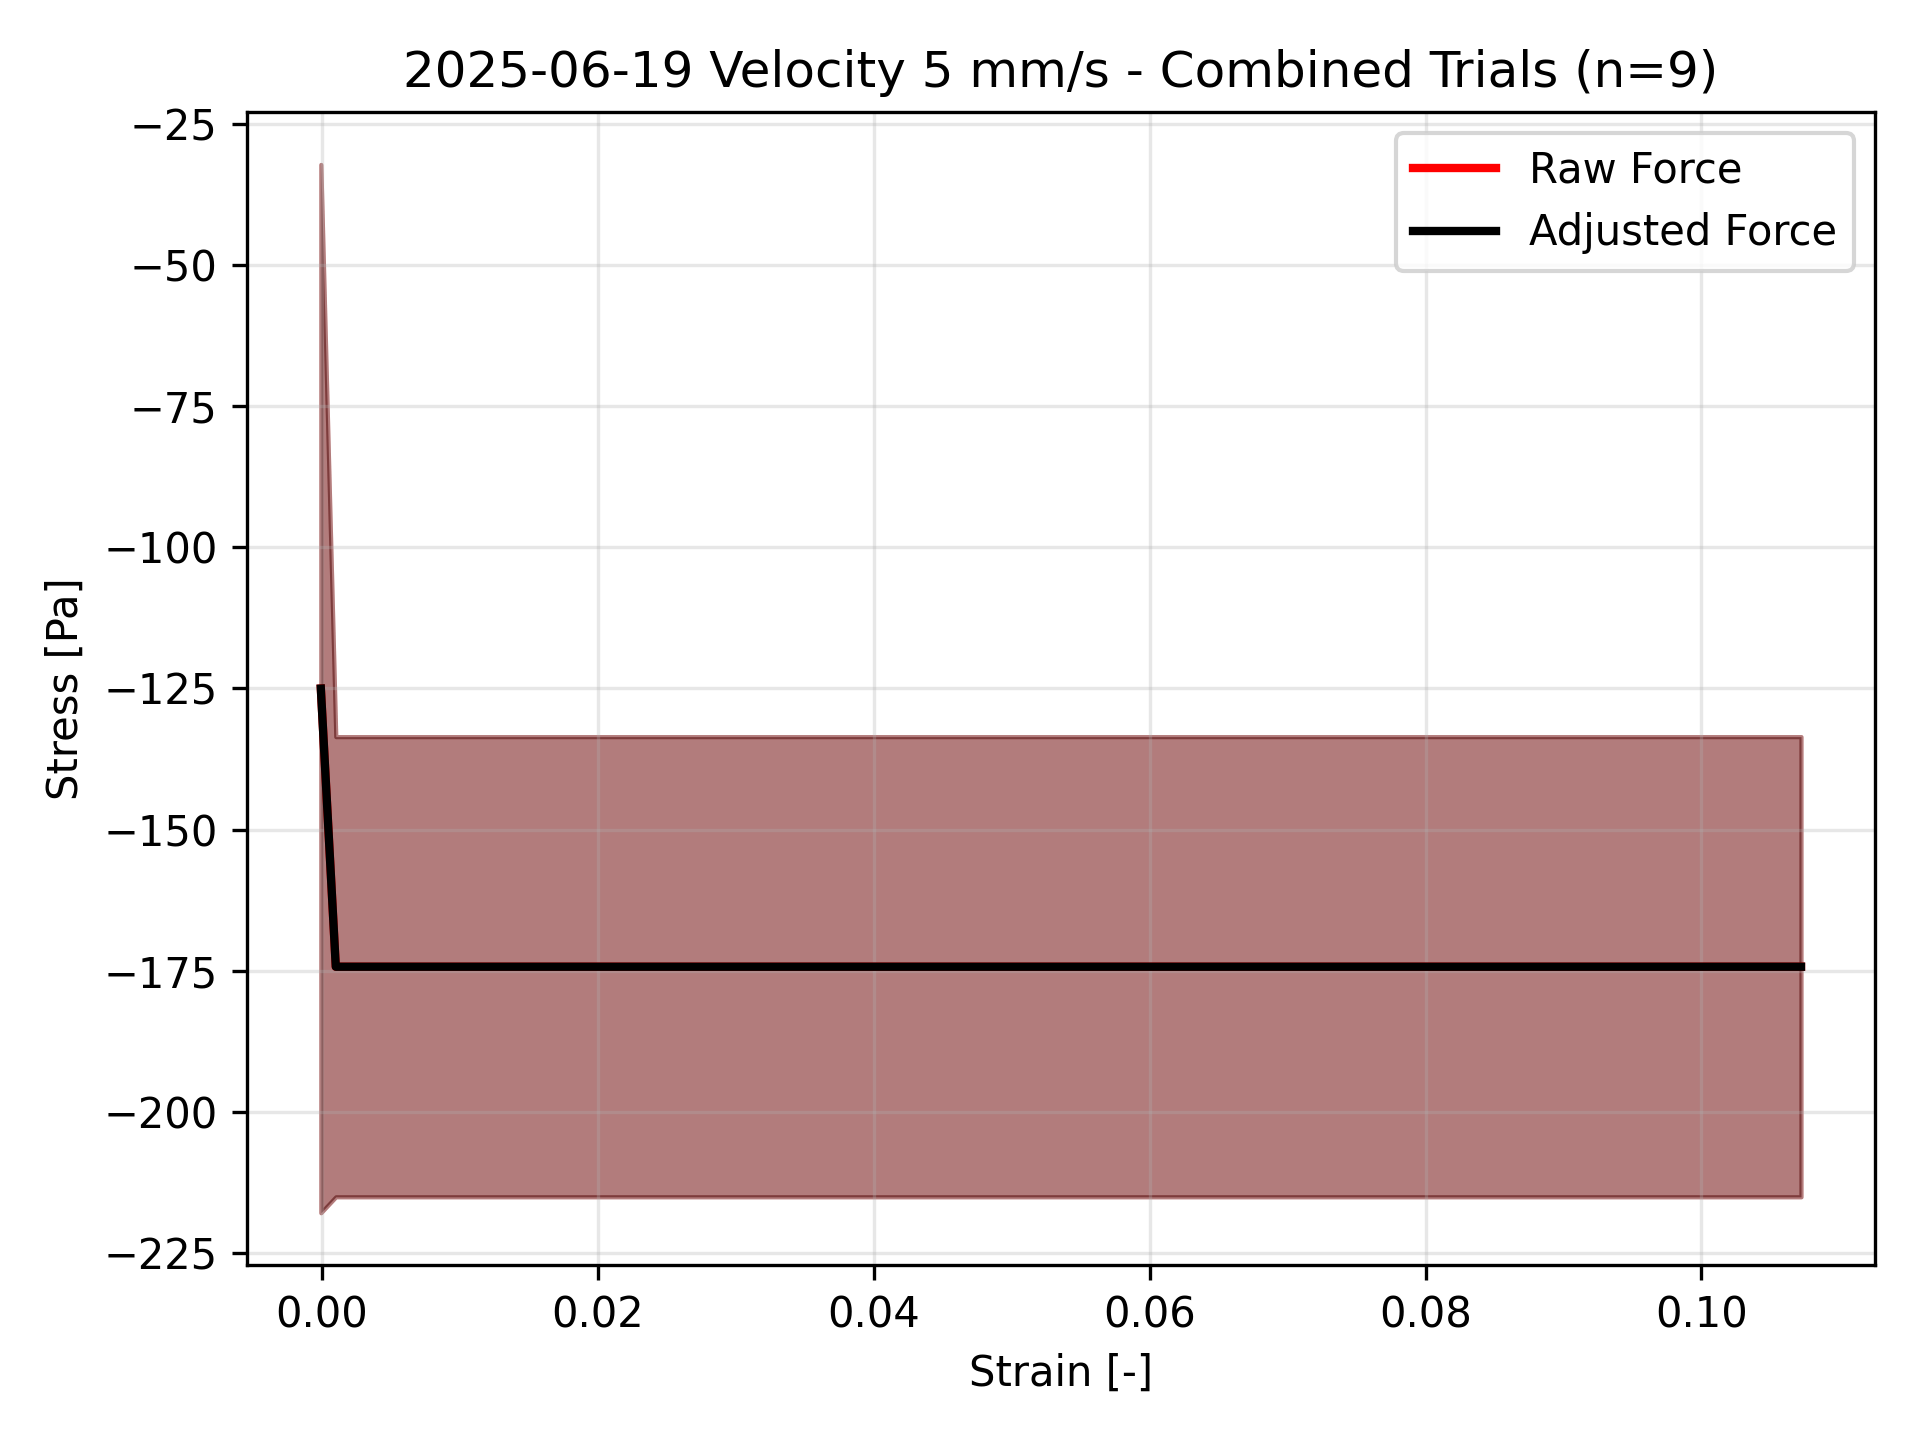 2025-06-19 Velocity 5 mm/s - Combined Trials (n=9)
Raw Force
Adjusted Force
Stress [Pa]
−25
−50
−75
−100
−125
−150
−175
−200
−225
0.00 0.02 0.04 0.06 0.08 0.10
Strain [-]